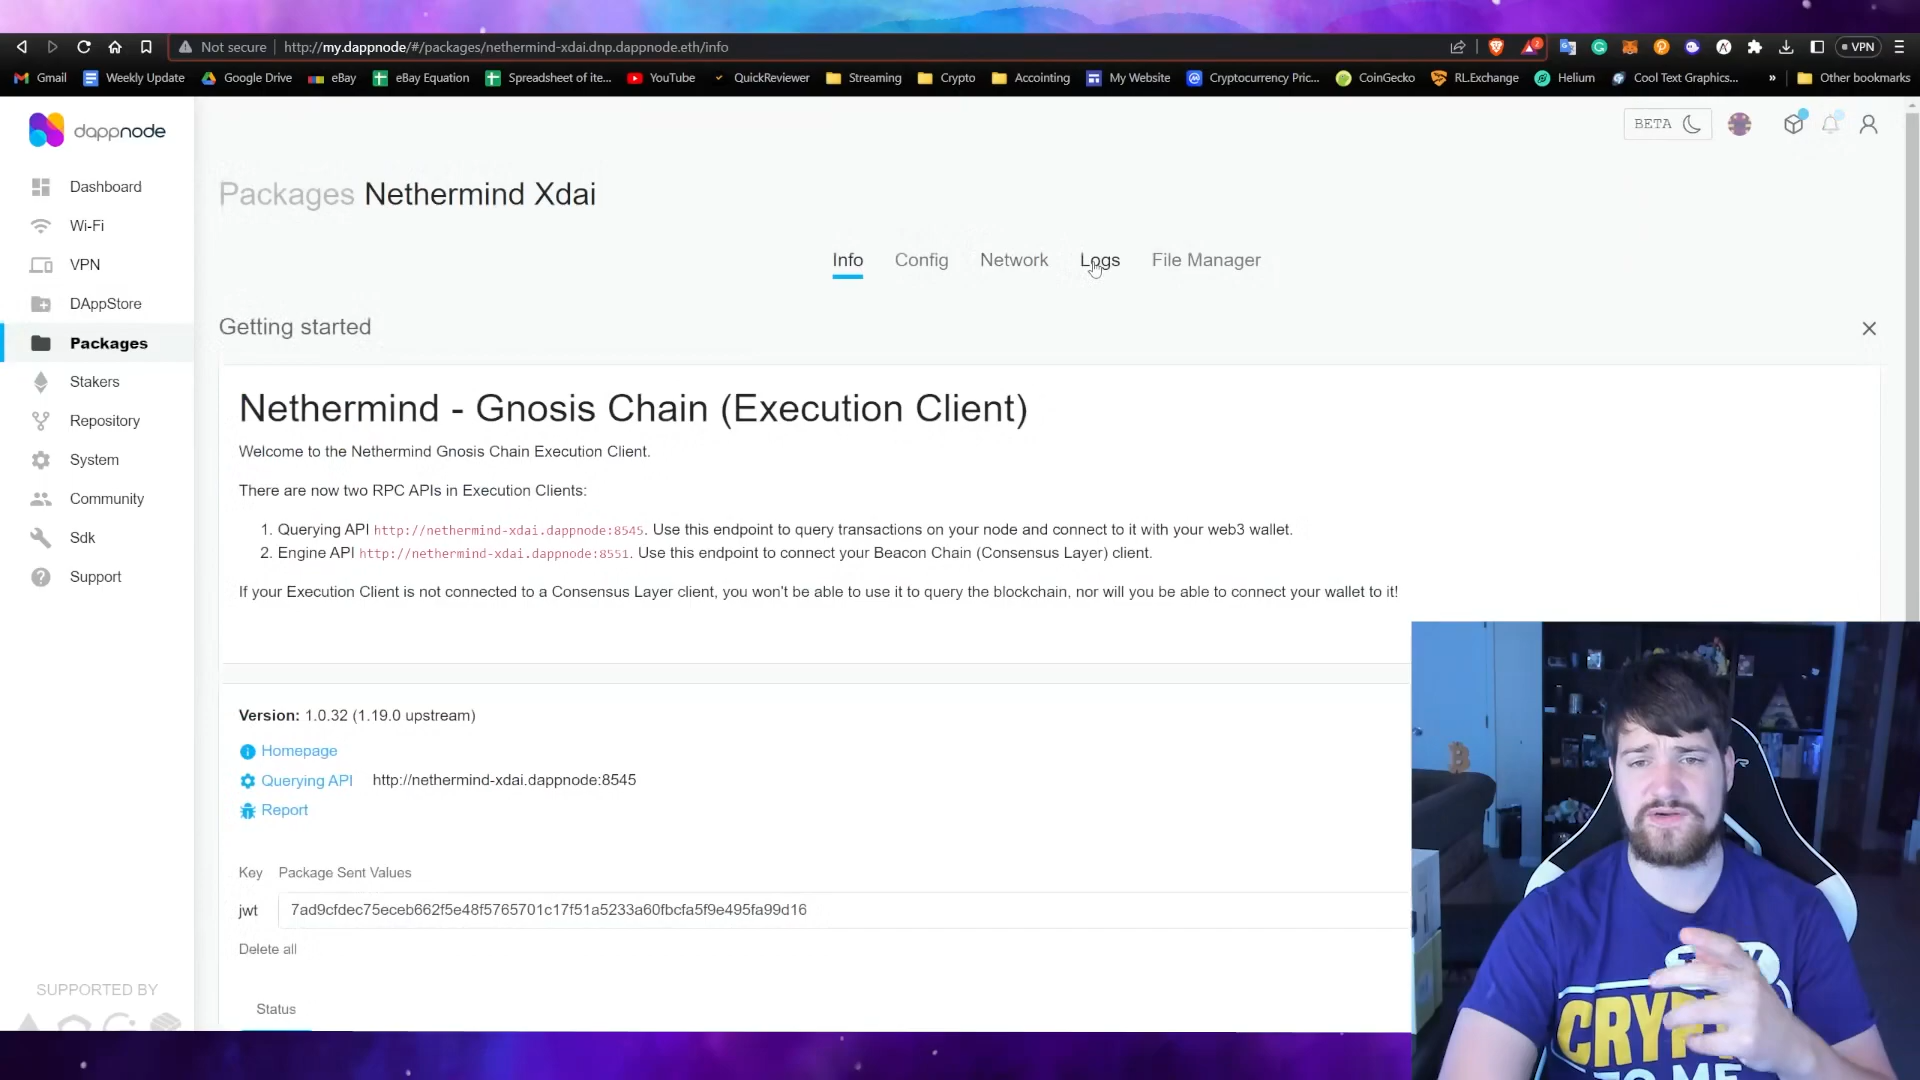 Not secure http://my.dappnode/#/packages/nethermind-xdai.dnp.dappnode.eth/info
2
VPN
Gmail Weekly Update Google Drive eBay eBay Equation Spreadsheet of ite... YouTube QuickReviewer Streaming Crypto Accointing My Website Cryptocurrency Pric... CoinGecko RL.Exchange Helium Cool Text Graphics... » Other bookmarks
dappnode
BETA
Dashboard
Wi-Fi
VPN
DAppStore
Packages
Stakers
Repository
System
Community
Sdk
Support
SUPPORTED BY
Packages Nethermind Xdai
Info Config Network Logs File Manager
Getting started
Nethermind - Gnosis Chain (Execution Client)
Welcome to the Nethermind Gnosis Chain Execution Client.
There are now two RPC APIs in Execution Clients:
1. Querying API http://nethermind-xdai.dappnode:8545. Use this endpoint to query transactions on your node and connect to it with your web3 wallet.
2. Engine API http://nethermind-xdai.dappnode:8551. Use this endpoint to connect your Beacon Chain (Consensus Layer) client.
If your Execution Client is not connected to a Consensus Layer client, you won't be able to use it to query the blockchain, nor will you be able to connect your wallet to it!
Version: 1.0.32 (1.19.0 upstream)
Homepage
Querying API http://nethermind-xdai.dappnode:8545
Report
Key Package Sent Values
jwt 7ad9cfdec75eceb662f5e48f5765701c17f51a5233a60fbcfa5f9e495fa99d16
Delete all
Status
TO ME